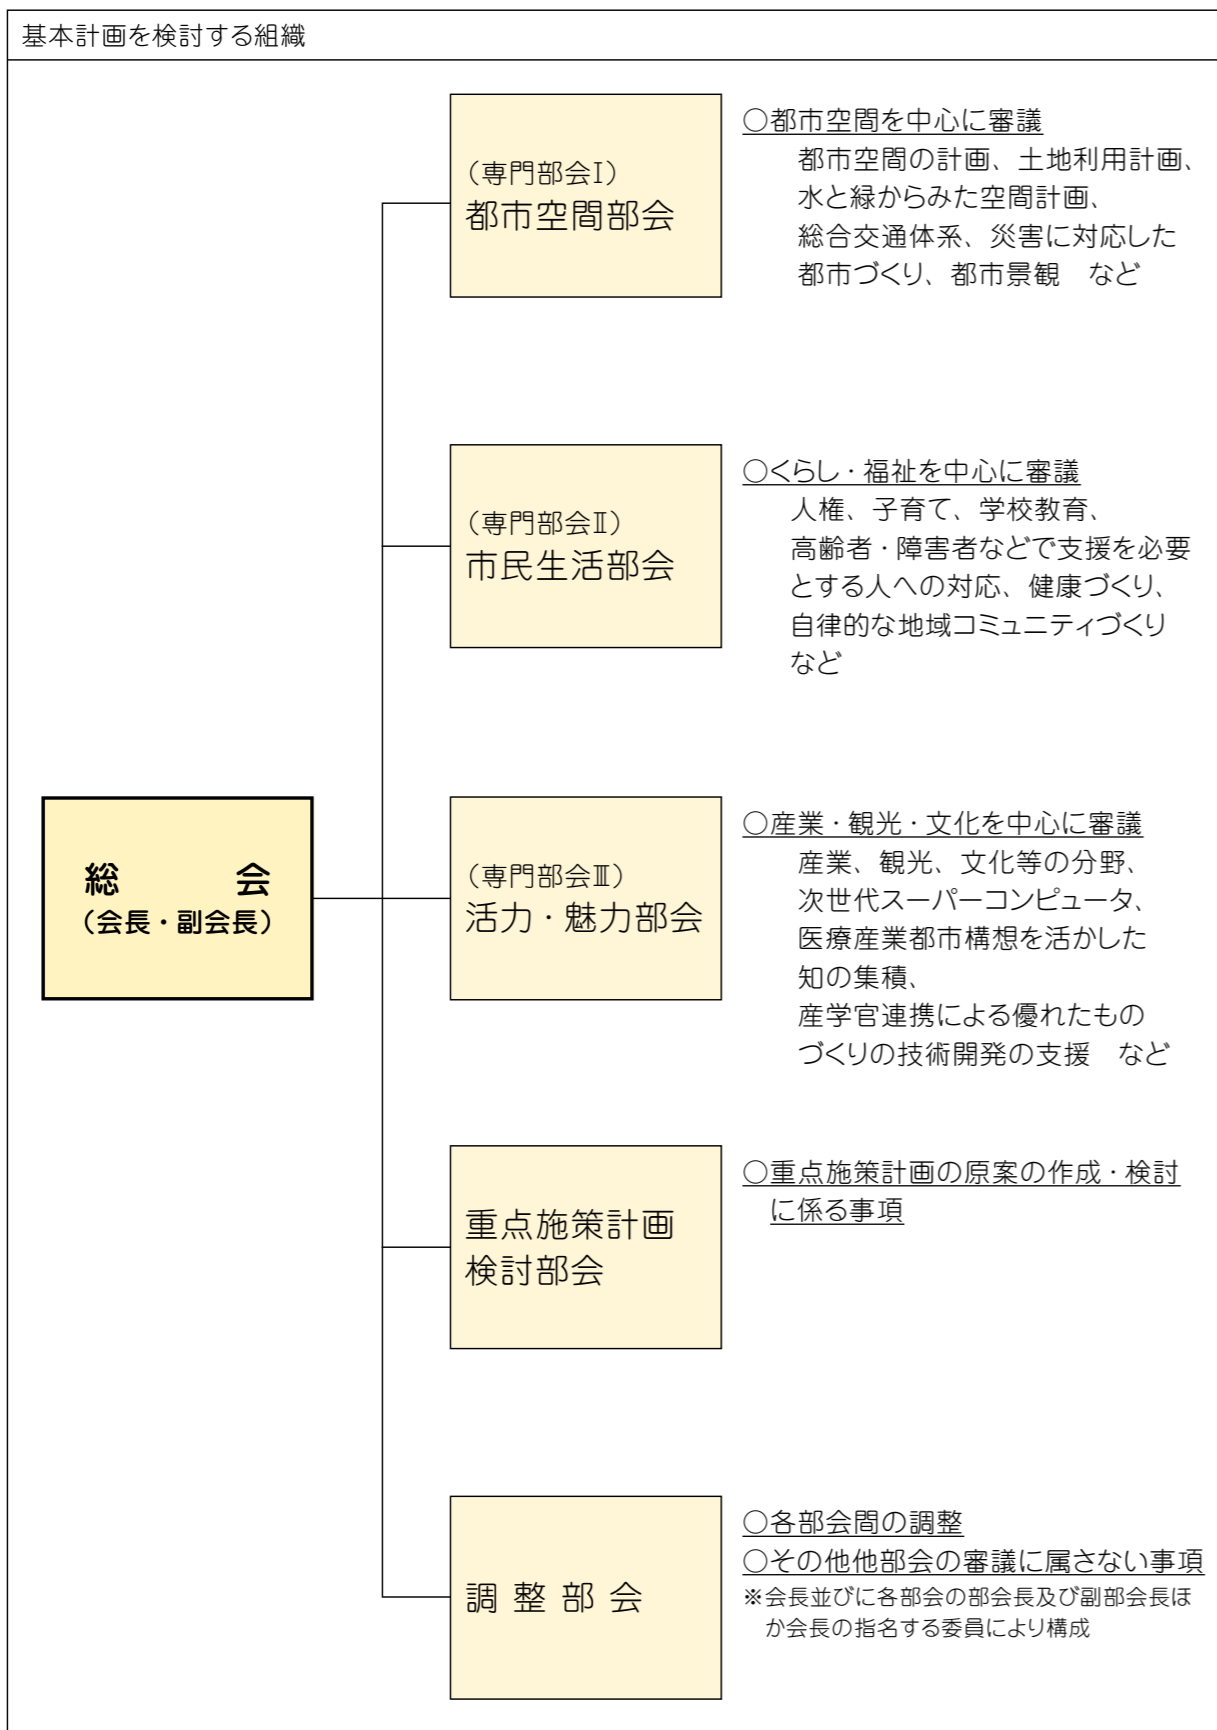 基本計画を検討する組織
（専門部会Ⅰ）
都市空間部会
○都市空間を中心に審議
都市空間の計画、土地利用計画、
水と緑からみた空間計画、
総合交通体系、災害に対応した
都市づくり、都市景観　など
（専門部会Ⅱ）
市民生活部会
○くらし・福祉を中心に審議
人権、子育て、学校教育、
高齢者・障害者などで支援を必要
とする人への対応、健康づくり、
自律的な地域コミュニティづくり
など
総　　　会
（会長・副会長）
（専門部会Ⅲ）
活力・魅力部会
○産業・観光・文化を中心に審議
産業、観光、文化等の分野、
次世代スーパーコンピュータ、
医療産業都市構想を活かした
知の集積、
産学官連携による優れたもの
づくりの技術開発の支援　など
重点施策計画
検討部会
○重点施策計画の原案の作成・検討
に係る事項
調 整 部 会
○各部会間の調整
○その他他部会の審議に属さない事項
※会長並びに各部会の部会長及び副部会長ほ
か会長の指名する委員により構成